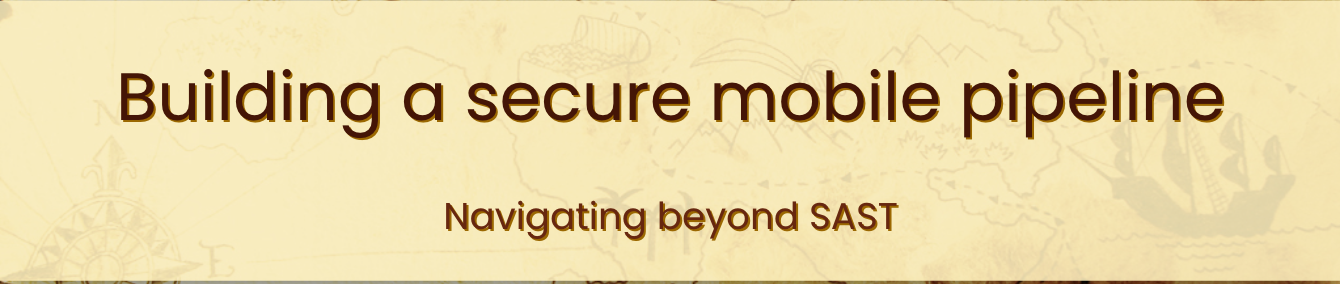 Building a secure mobile pipeline
Navigating beyond SAST
E